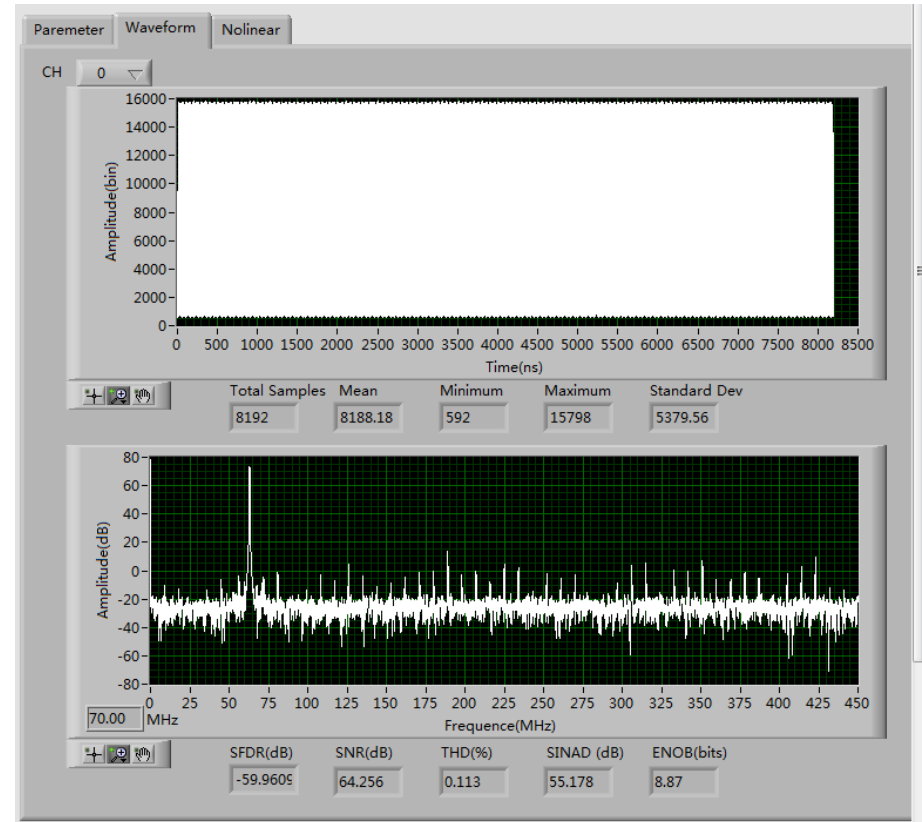 Paremeter Waveform Nolinear
CH 0
16000
14000
12000
10000
8000
6000
4000
2000
0
Amplitude(bin)
0 500 1000 1500 2000 2500 3000 3500 4000 4500 5000 5500 6000 6500 7000 7500 8000 8500
Time(ns)
Total Samples Mean Minimum Maximum Standard Dev
8192 8188.18 592 15798 5379.56
80
60
40
20
0
-20
-40
-60
-80
Amplitude(dB)
0 25 50 75 100 125 150 175 200 225 250 275 300 325 350 375 400 425 450
70.00 MHz
Frequence(MHz)
SFDR(dB) SNR(dB) THD(%) SINAD (dB) ENOB(bits)
-59.9609 64.256 0.113 55.178 8.87